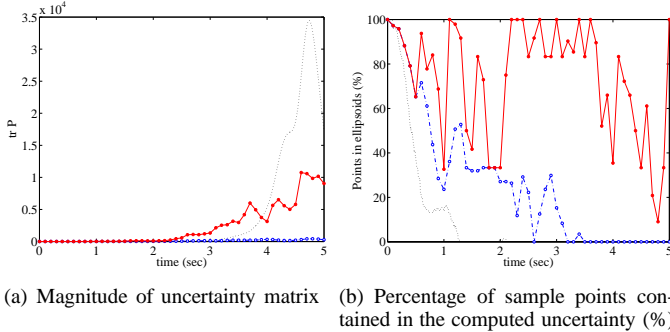 3.5 x 10^4
3
2.5
2
1.5
1
0.5
0
tr P
0 1 2 3 4 5
time (sec)
100
80
60
40
20
0
Points in ellipsoids (%)
0 1 2 3 4 5
time (sec)
(a) Magnitude of uncertainty matrix
(b) Percentage of sample points con-
tained in the computed uncertainty (%)